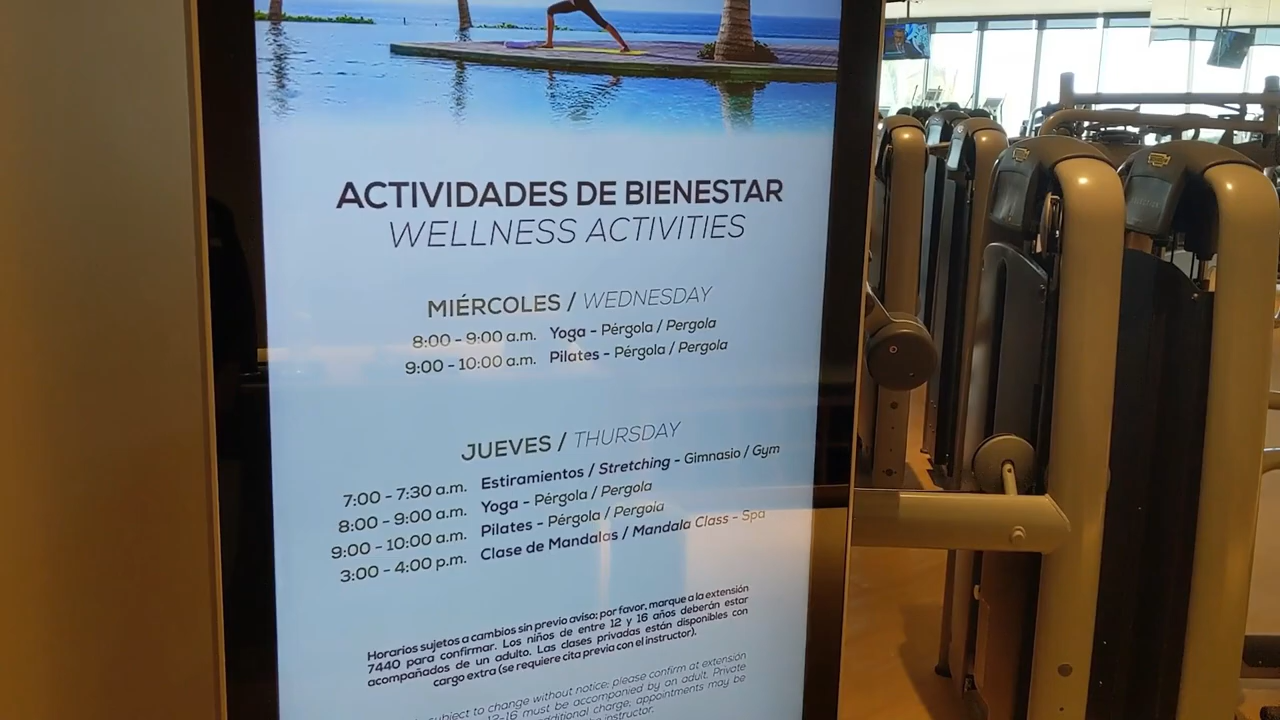 ACTIVIDADES DE BIENESTAR
WELLNESS ACTIVITIES
MIÉRCOLES / WEDNESDAY
8:00 - 9:00 a.m. Yoga - Pérgola / Pergola
9:00 - 10:00 a.m. Pilates - Pérgola / Pergola
JUEVES / THURSDAY
7:00 - 7:30 a.m. Estiramientos / Stretching - Gimnasio / Gym
8:00 - 9:00 a.m. Yoga - Pérgola / Pergola
9:00 - 10:00 a.m. Pilates - Pérgola / Pergola
3:00 - 4:00 p.m. Clase de Mandalas / Mandala Class - Spa
Horarios sujetos a cambios sin previo aviso; por favor, marque a la extensión
7440 para confirmar. Los niños de entre 12 y 16 años deberán estar
acompañados de un adulto. Las clases privadas están disponibles con
cargo extra (se requiere cita previa con el instructor).
subject to change without notice; please confirm at extensión
12-16 must be accompanied by an adult. Private
additional charge, appointments may be
instructor.